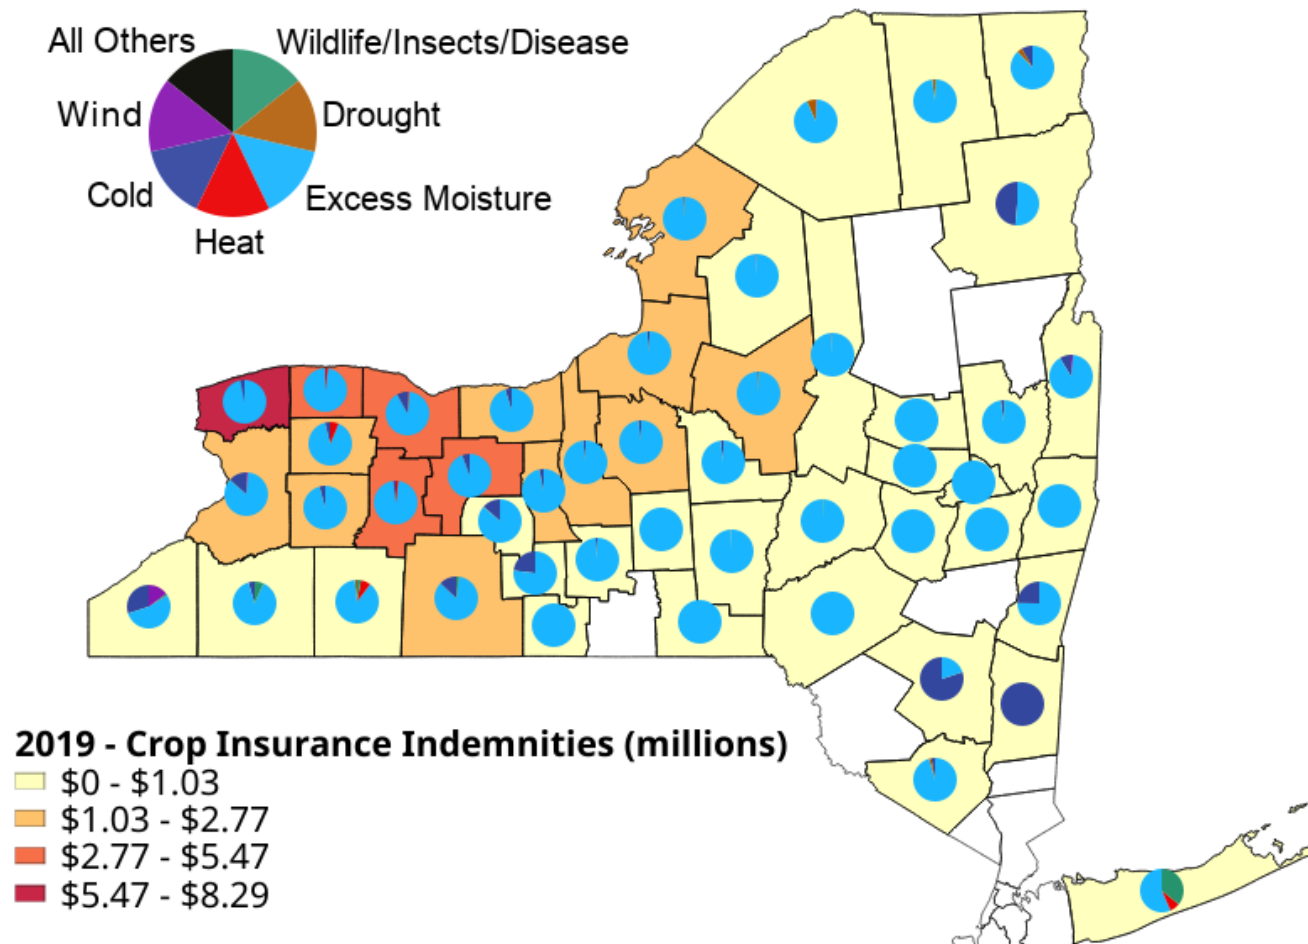 All Others
Wildlife/Insects/Disease
Wind
Drought
Cold
Excess Moisture
Heat
2019 - Crop Insurance Indemnities (millions)
$0 - $1.03
$1.03 - $2.77
$2.77 - $5.47
$5.47 - $8.29